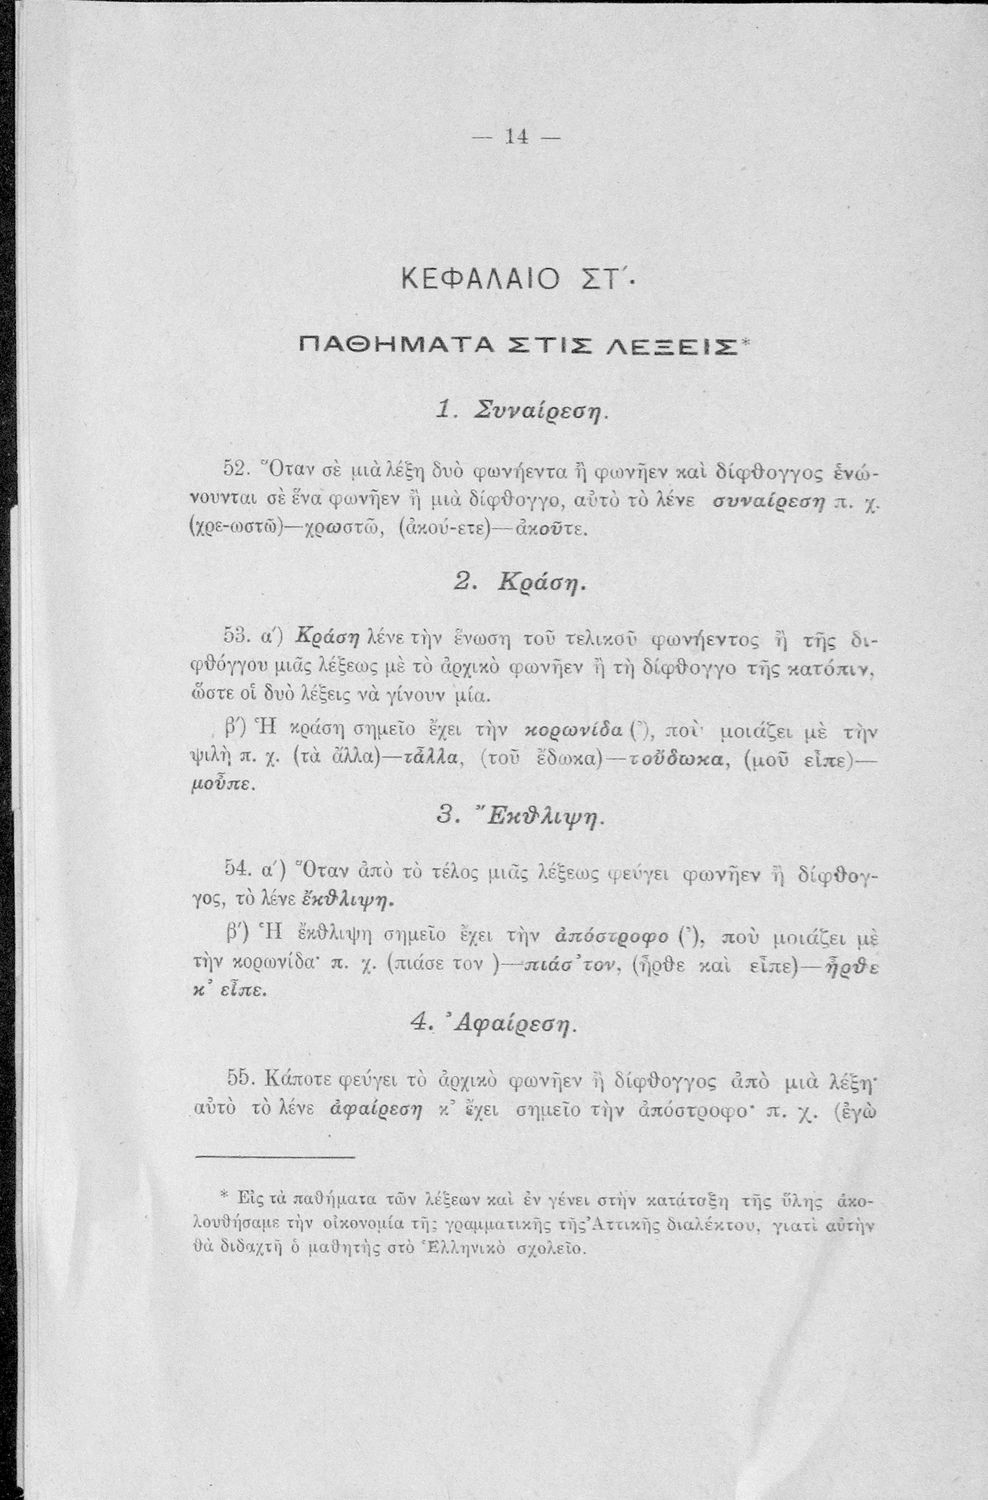 — 14 —
ΚΕΦΑΛΑΙΟ ΣΤ´.
ΠΑΘΗΜΑΤΑ ΣΤΙΣ ΛΕΞΕΙΣ*
1. Συναίρεση.
52. Ὅταν σὲ μιὰ λέξη δυὸ φωνήεντα ἢ φωνῆεν καὶ δίφθογγος ἑνώ-
νουνται σὲ ἕνα φωνῆεν ἢ μιὰ δίφθογγο, αὐτὸ τὸ λένε συναίρεση π. χ.
(χρε-ωστῶ)—χρωστῶ, (ἀκού-ετε)—ἀκοῦτε.
2. Κράση.
53. α´) Κράση λένε τὴν ἕνωση τοῦ τελικοῦ φωνήεντος ἢ τῆς δι-
φθόγγου μιᾶς λέξεως μὲ τὸ ἀρχικὸ φωνῆεν ἢ τὴ δίφθογγο τῆς κατόπιν,
ὥστε οἱ δυὸ λέξεις νὰ γίνουν μία.
β´) Ἡ κράση σημεῖο ἔχει τὴν κορωνίδα (᾿), ποὺ μοιάζει μὲ τὴν
ψιλὴ π. χ. (τὰ ἄλλα)—τἄλλα, (τοῦ ἔδωκα)—τοὔδωκα, (μοῦ εἶπε)—
μοὖπε.
3. Ἔκθλιψη.
54. α´) Ὅταν ἀπὸ τὸ τέλος μιᾶς λέξεως φεύγει φωνῆεν ἢ δίφθογ-
γος, τὸ λένε ἔκθλιψη.
β´) Ἡ ἔκθλιψη σημεῖο ἔχει τὴν ἀπόστροφο (᾿), ποὺ μοιάζει μὲ
τὴν κορωνίδα· π. χ. (πιάσε τον )—πιάσ᾿ τον, (ἦρθε καὶ εἶπε)—ἦρθε
κ᾿ εἶπε.
4. Ἀφαίρεση.
55. Κάποτε φεύγει τὸ ἀρχικὸ φωνῆεν ἢ δίφθογγος ἀπὸ μιὰ λέξη·
αὐτὸ τὸ λένε ἀφαίρεση κ᾿ ἔχει σημεῖο τὴν ἀπόστροφο· π. χ. (ἐγὼ
* Εἰς τὰ παθήματα τῶν λέξεων καὶ ἐν γένει στὴν κατάταξη τῆς ὕλης ἀκο-
λουθήσαμε τὴν οἰκονομία τῆς γραμματικῆς τῆς Ἀττικῆς διαλέκτου, γιατὶ αὐτὴν
θὰ διδαχτῆ ὁ μαθητὴς στὸ Ἑλληνικὸ σχολεῖο.